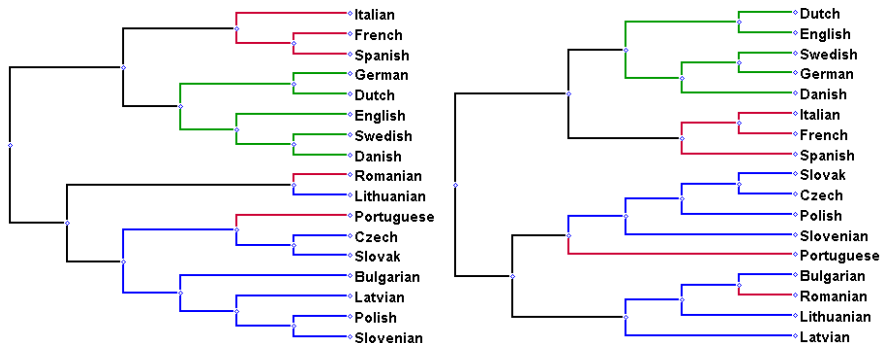 Italian
French
Spanish
German
Dutch
English
Swedish
Danish
Romanian
Lithuanian
Portuguese
Czech
Slovak
Bulgarian
Latvian
Polish
Slovenian
Dutch
English
Swedish
German
Danish
Italian
French
Spanish
Slovak
Czech
Polish
Slovenian
Portuguese
Bulgarian
Romanian
Lithuanian
Latvian